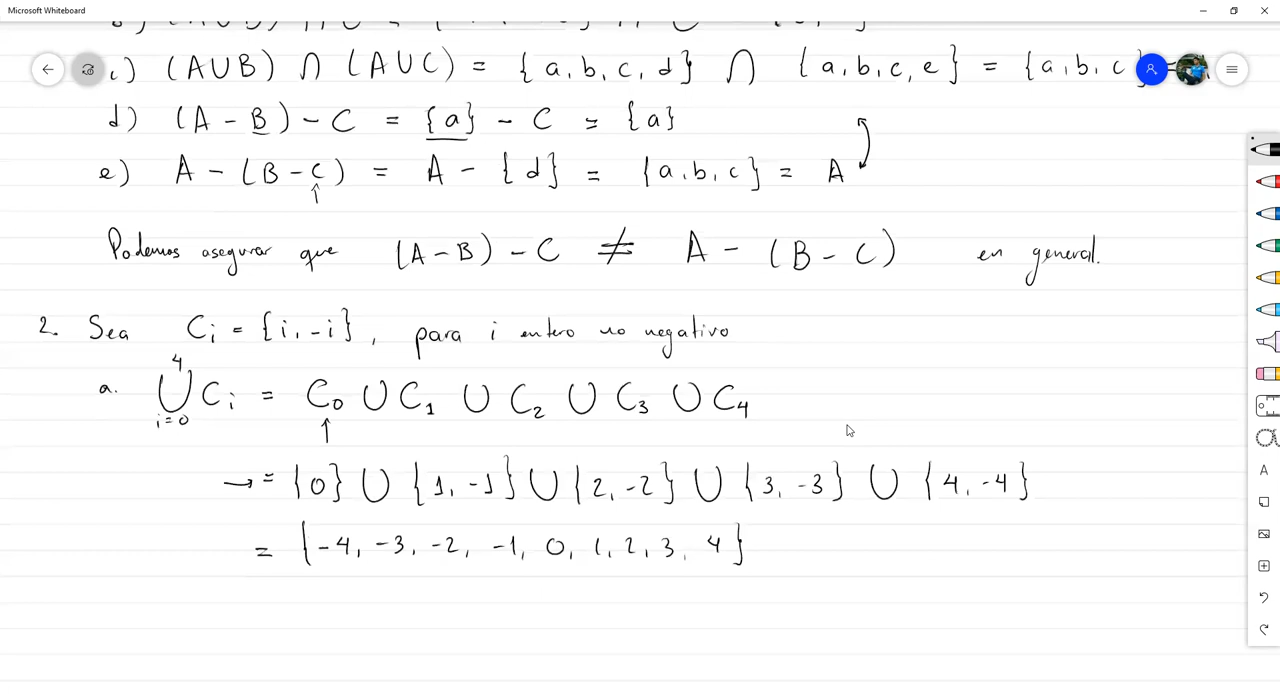 Microsoft Whiteboard
c.) (A∪B) ∩ (A∪C) = {a, b, c, d} ∩ {a, b, c, e} = {a, b, c
d) (A - B) - C = {a} - C = {a}
e) A - (B - C) = A - {d} = {a, b, c} = A
Podemos asegurar que (A - B) - C ≠ A - (B - C) en general.
2. Sea Ci = {i, -i}, para i entero no negativo
4
a. ∪ Ci = C0 ∪ C1 ∪ C2 ∪ C3 ∪ C4
i=0
→ = {0} ∪ {1, -1} ∪ {2, -2} ∪ {3, -3} ∪ {4, -4}
= {-4, -3, -2, -1, 0, 1, 2, 3, 4}